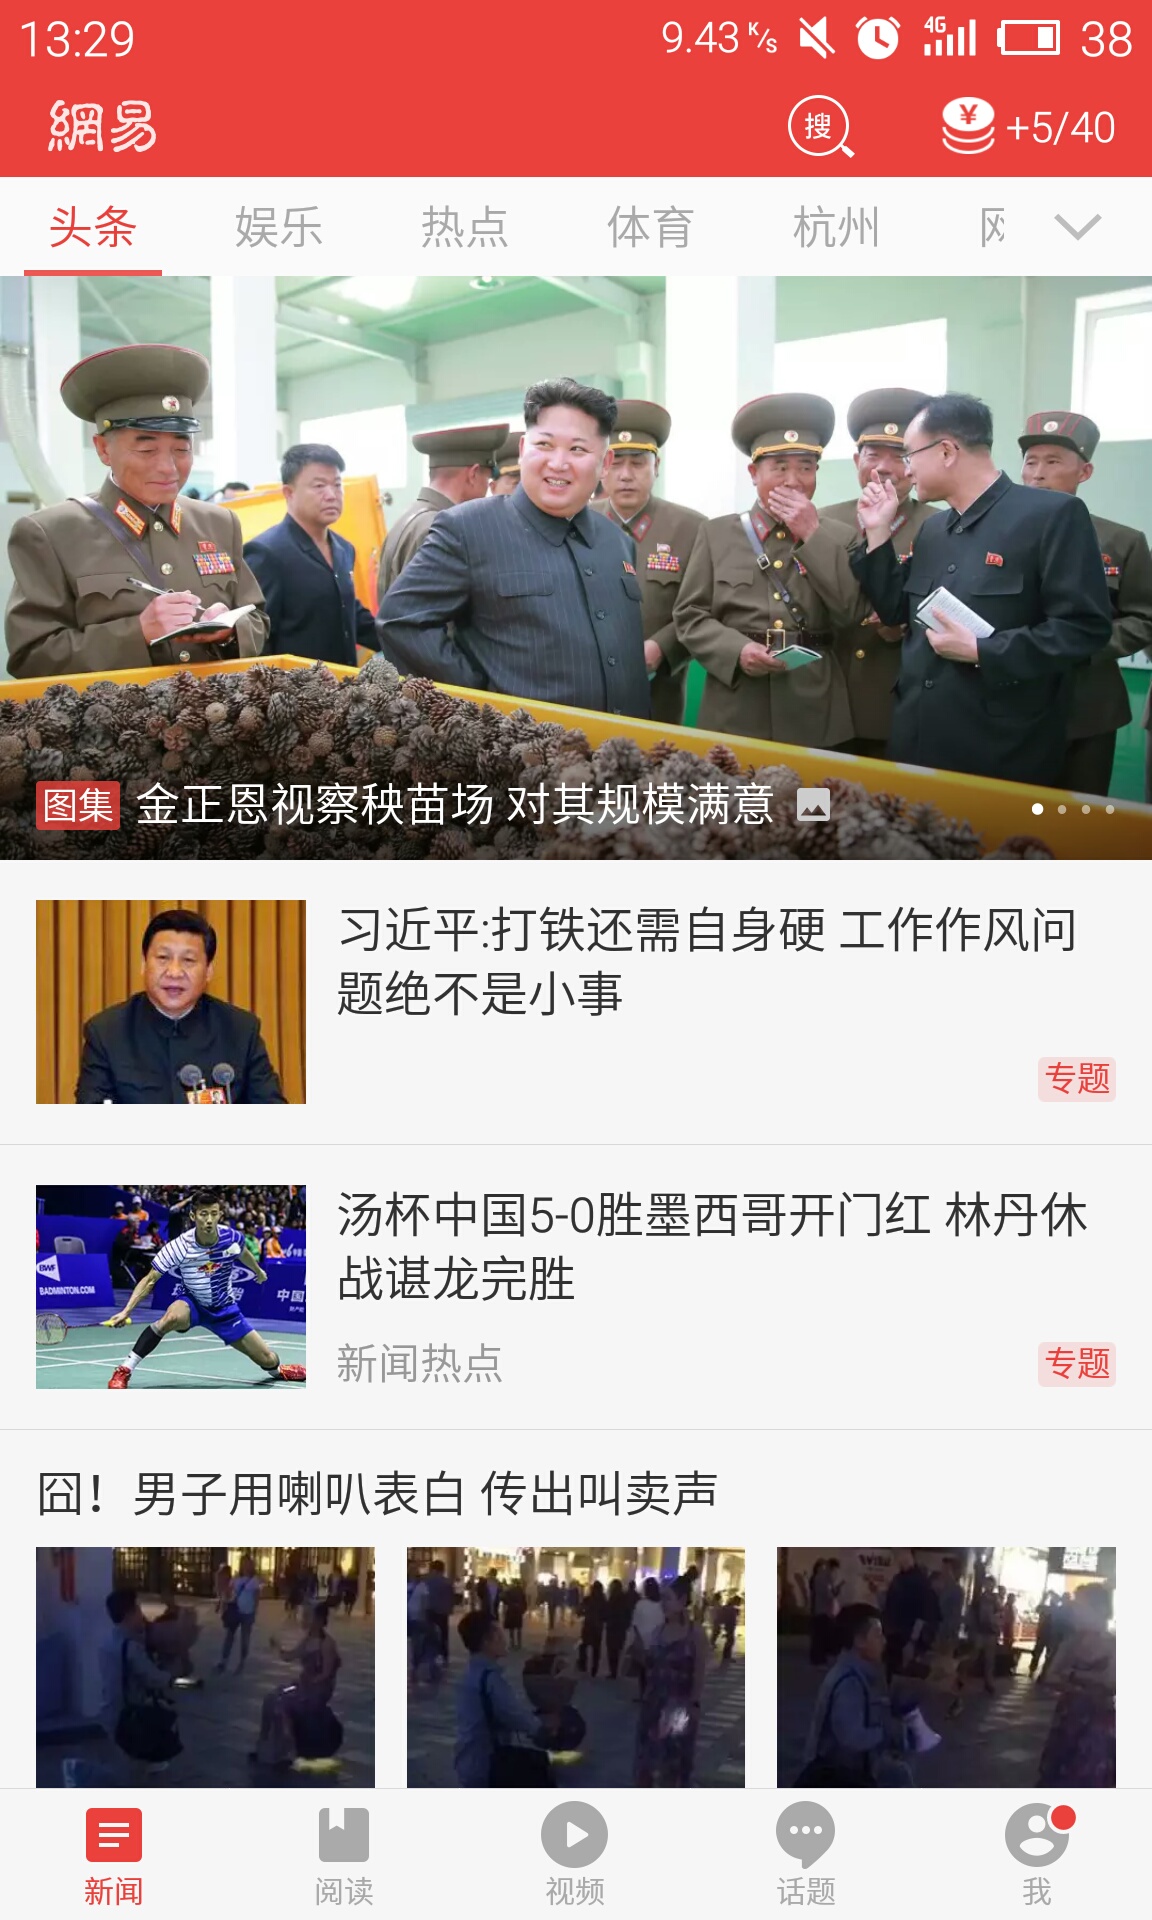 13:29
9.43 K/s
4G
38
網易
搜
¥ +5/40
头条 娱乐 热点 体育 杭州
图集 金正恩视察秧苗场 对其规模满意
习近平:打铁还需自身硬 工作作风问
题绝不是小事
专题
汤杯中国5-0胜墨西哥开门红 林丹休
战谌龙完胜
BWF
BADMINTON.COM
中国
新闻热点
专题
囧！男子用喇叭表白 传出叫卖声
新闻 阅读 视频 话题 我